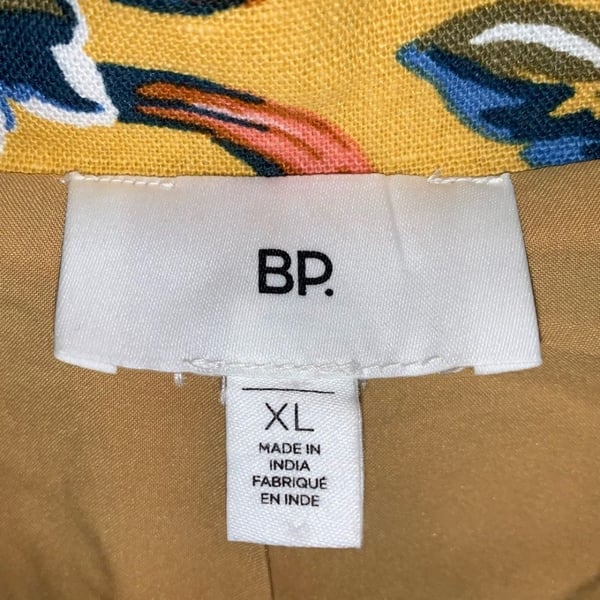 BP.
XL
MADE IN
INDIA
FABRIQUÉ
EN INDE